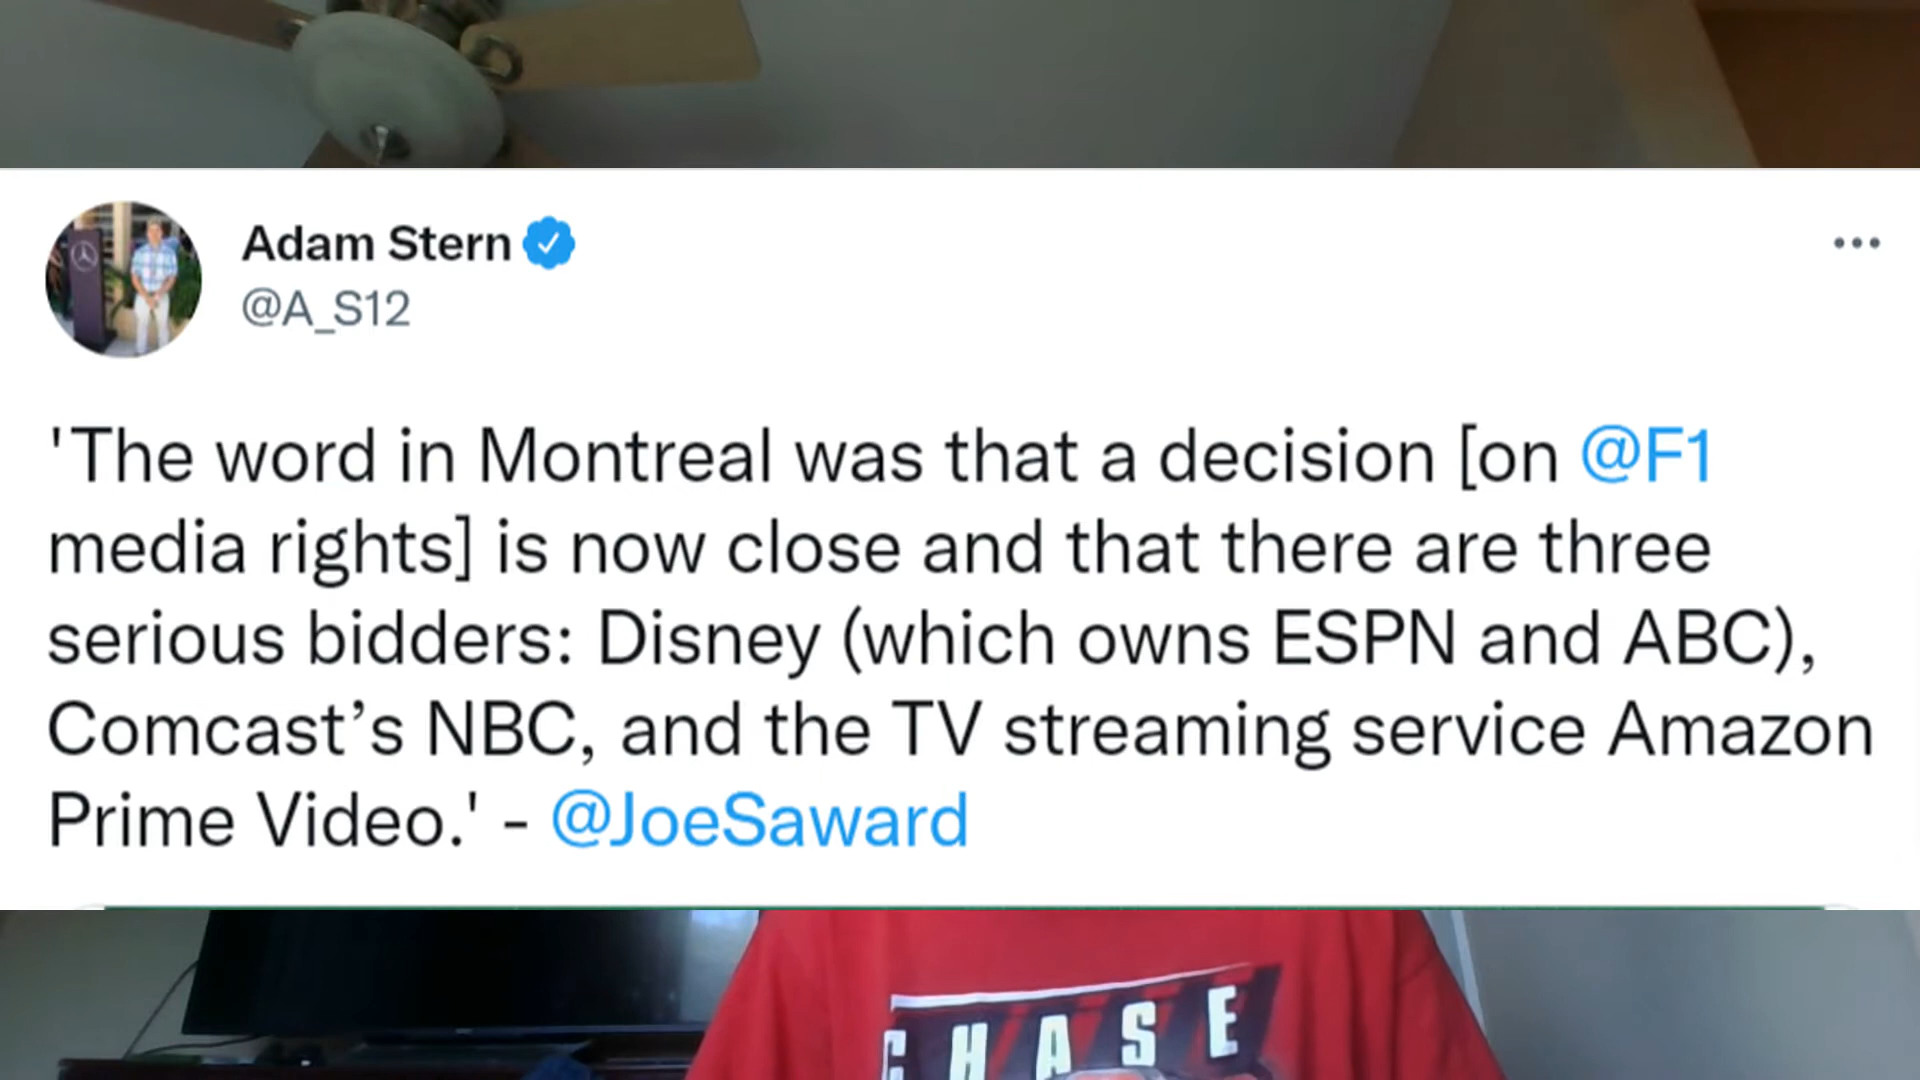 Adam Stern
@A_S12
'The word in Montreal was that a decision [on @F1
media rights] is now close and that there are three
serious bidders: Disney (which owns ESPN and ABC),
Comcast’s NBC, and the TV streaming service Amazon
Prime Video.' - @JoeSaward
CHASE